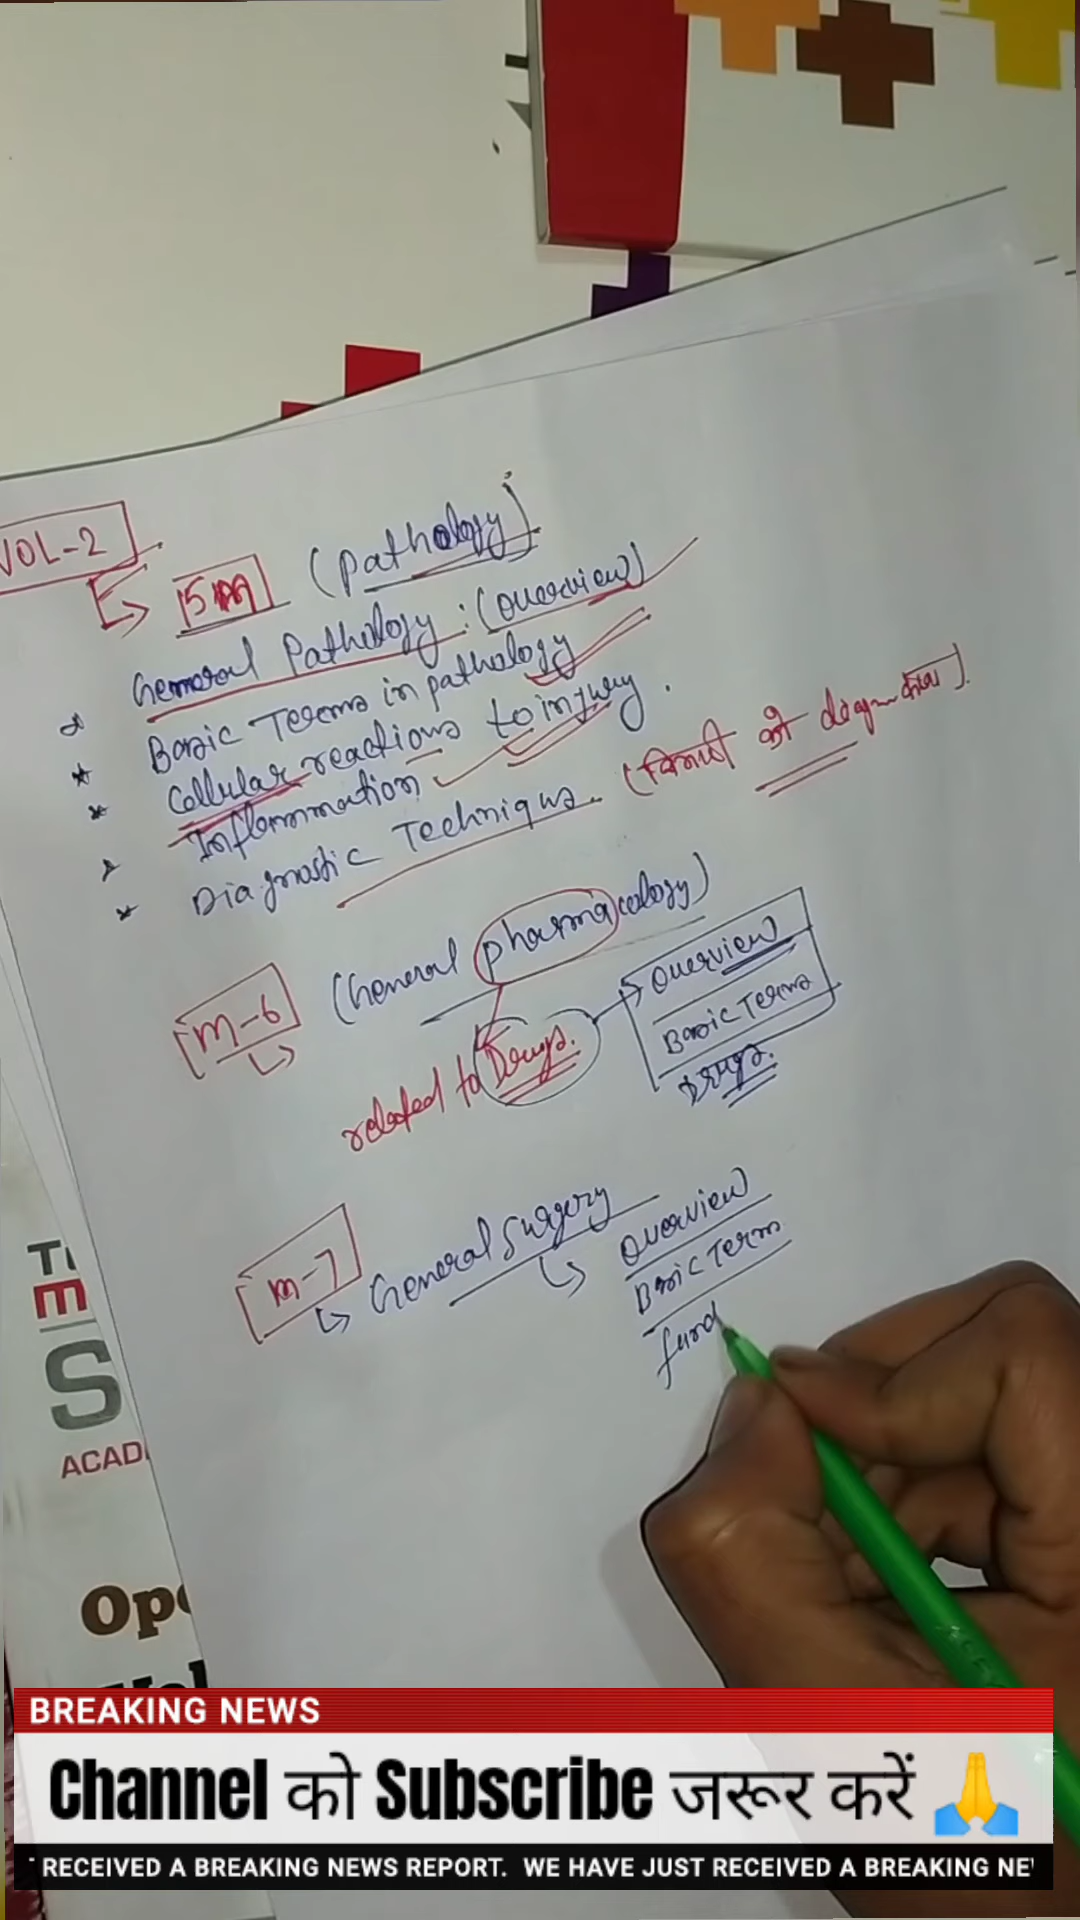 VOL-2
5M (Pathology)
* General Pathology : (overview)
* Basic Terms in pathology
* Cellular reactions to injury.
* Inflammation
* Diagnostic Technique. को
M-6 (General pharmacology)
related to Drugs.
Overview
Basic Terms
Drugs.
M-7 General Surgery
Overview
Basic Term
fund
S
ACAD
Ope
BREAKING NEWS
Channel को Subscribe जरूर करें 🙏
RECEIVED A BREAKING NEWS REPORT. WE HAVE JUST RECEIVED A BREAKING NE